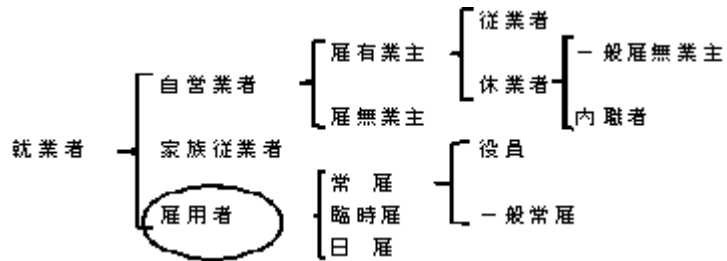 従業者
雇有業主
一般雇無業主
自営業者
休業者
雇無業主
内職者
就業者
家族従業者
役員
常雇
雇用者
臨時雇
一般常雇
日雇